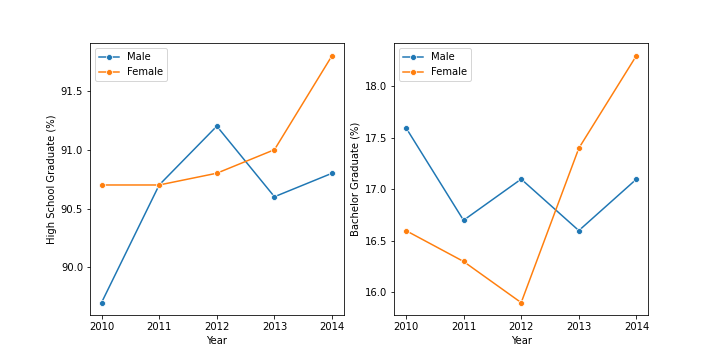 Male
Female
High School Graduate (%)
91.5
91.0
90.5
90.0
2010 2011 2012 2013 2014
Year
Male
Female
Bachelor Graduate (%)
18.0
17.5
17.0
16.5
16.0
2010 2011 2012 2013 2014
Year